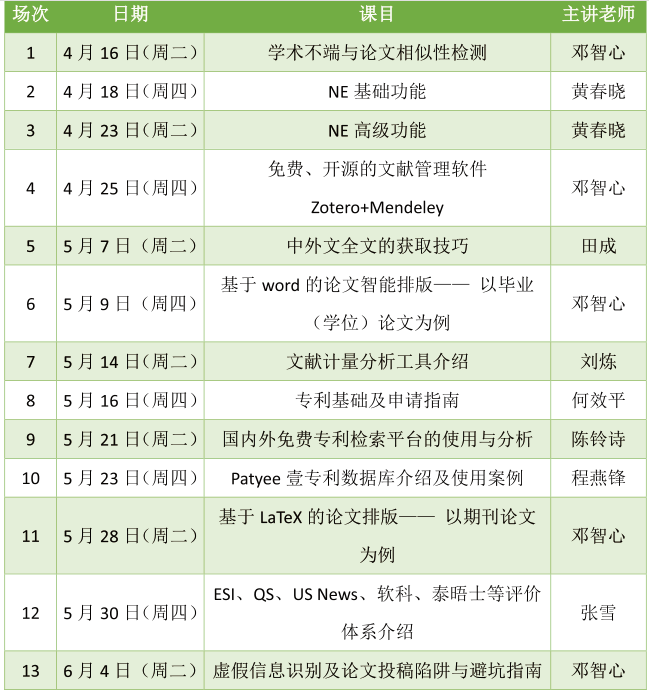 场次 日期 课目 主讲老师
1 4 月 16 日(周二) 学术不端与论文相似性检测 邓智心
2 4 月 18 日(周四) NE 基础功能 黄春晓
3 4 月 23 日(周二) NE 高级功能 黄春晓
4 4 月 25 日(周四) 免费、开源的文献管理软件
Zotero+Mendeley 邓智心
5 5 月 7 日（周二） 中外文全文的获取技巧 田成
6 5 月 9 日（周四） 基于 word 的论文智能排版—— 以毕业
（学位）论文为例 邓智心
7 5 月 14 日(周二) 文献计量分析工具介绍 刘炼
8 5 月 16 日(周四) 专利基础及申请指南 何效平
9 5 月 21 日(周二) 国内外免费专利检索平台的使用与分析 陈铃诗
10 5 月 23 日(周四) Patyee 壹专利数据库介绍及使用案例 程燕锋
11 5 月 28 日(周二) 基于 LaTeX 的论文排版—— 以期刊论文
为例 邓智心
12 5 月 30 日(周四) ESI、QS、US News、软科、泰晤士等评价
体系介绍 张雪
13 6 月 4 日（周二） 虚假信息识别及论文投稿陷阱与避坑指南 邓智心